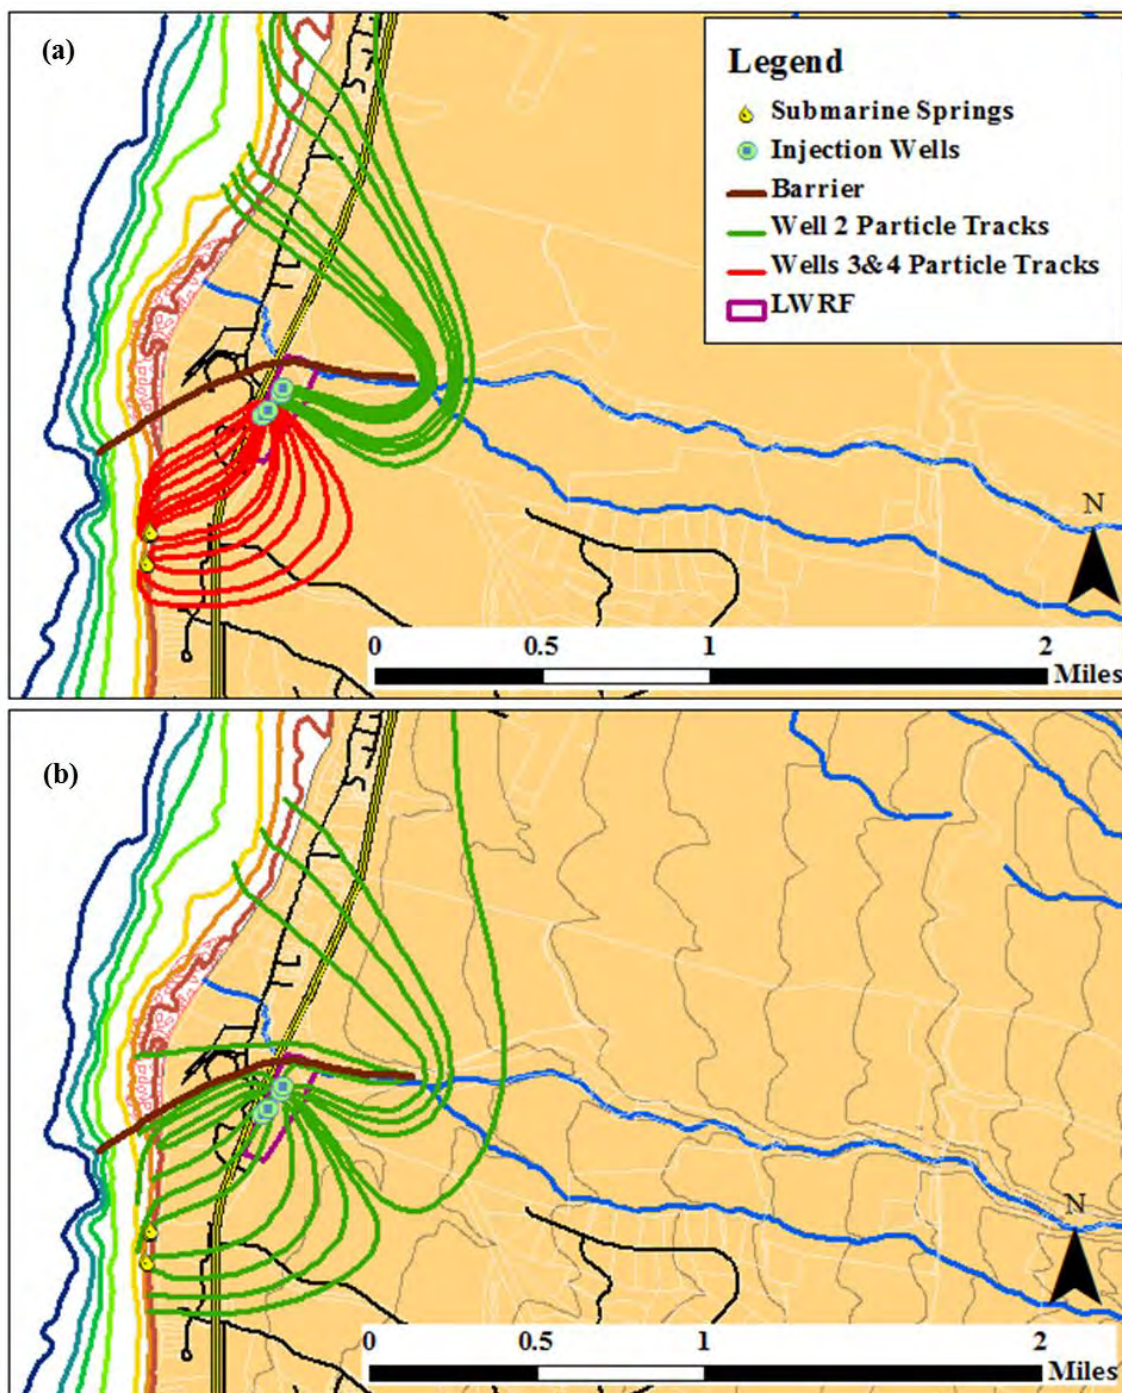 (a)
Legend
Submarine Springs
Injection Wells
Barrier
Well 2 Particle Tracks
Wells 3&4 Particle Tracks
LWRF
N
0 0.5 1 2
Miles
(b)
N
0 0.5 1 2
Miles